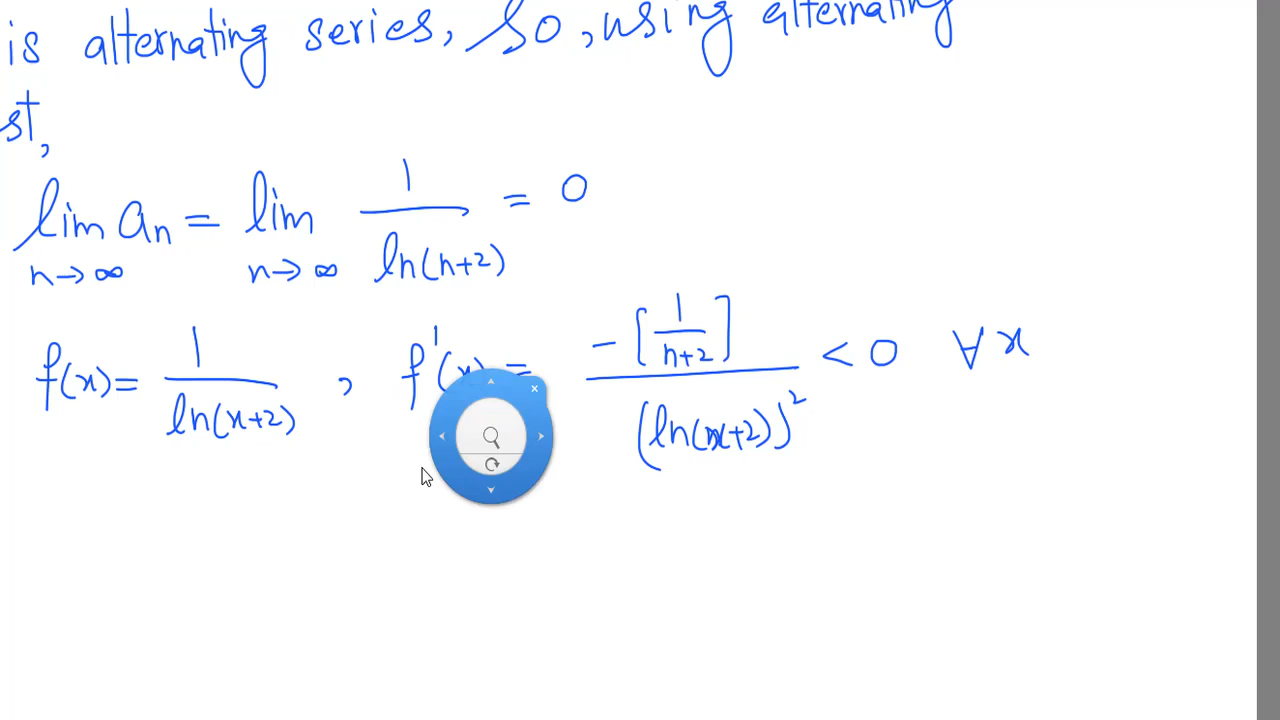 is alternating series, so, using alternating
st,
lim aₙ = lim 1/ln(n+2) = 0
n→∞ n→∞
f(x) = 1/ln(x+2) , f'(x) = -[1/n+2]/(ln(x+2))² < 0 ∀ x